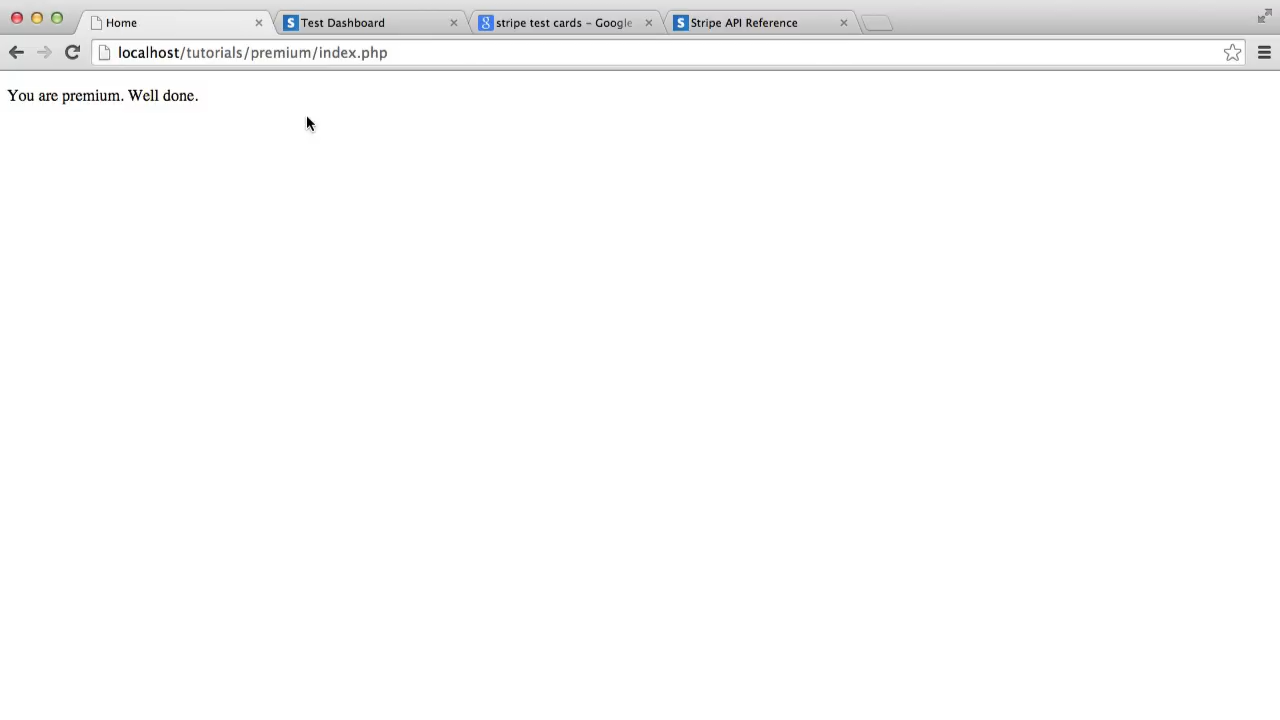 Home
Test Dashboard
stripe test cards - Google
Stripe API Reference
localhost/tutorials/premium/index.php
You are premium. Well done.